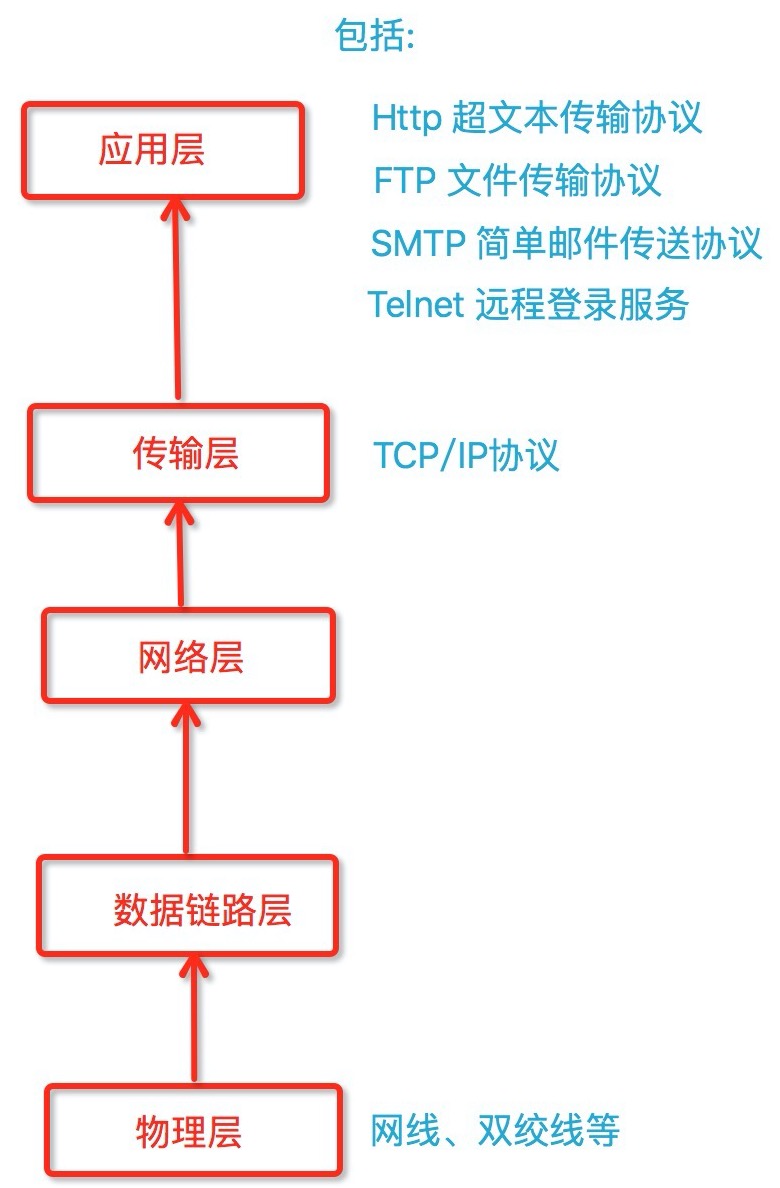 包括:
应用层
Http 超文本传输协议
FTP 文件传输协议
SMTP 简单邮件传送协议
Telnet 远程登录服务
传输层
TCP/IP协议
网络层
数据链路层
物理层
网线、双绞线等